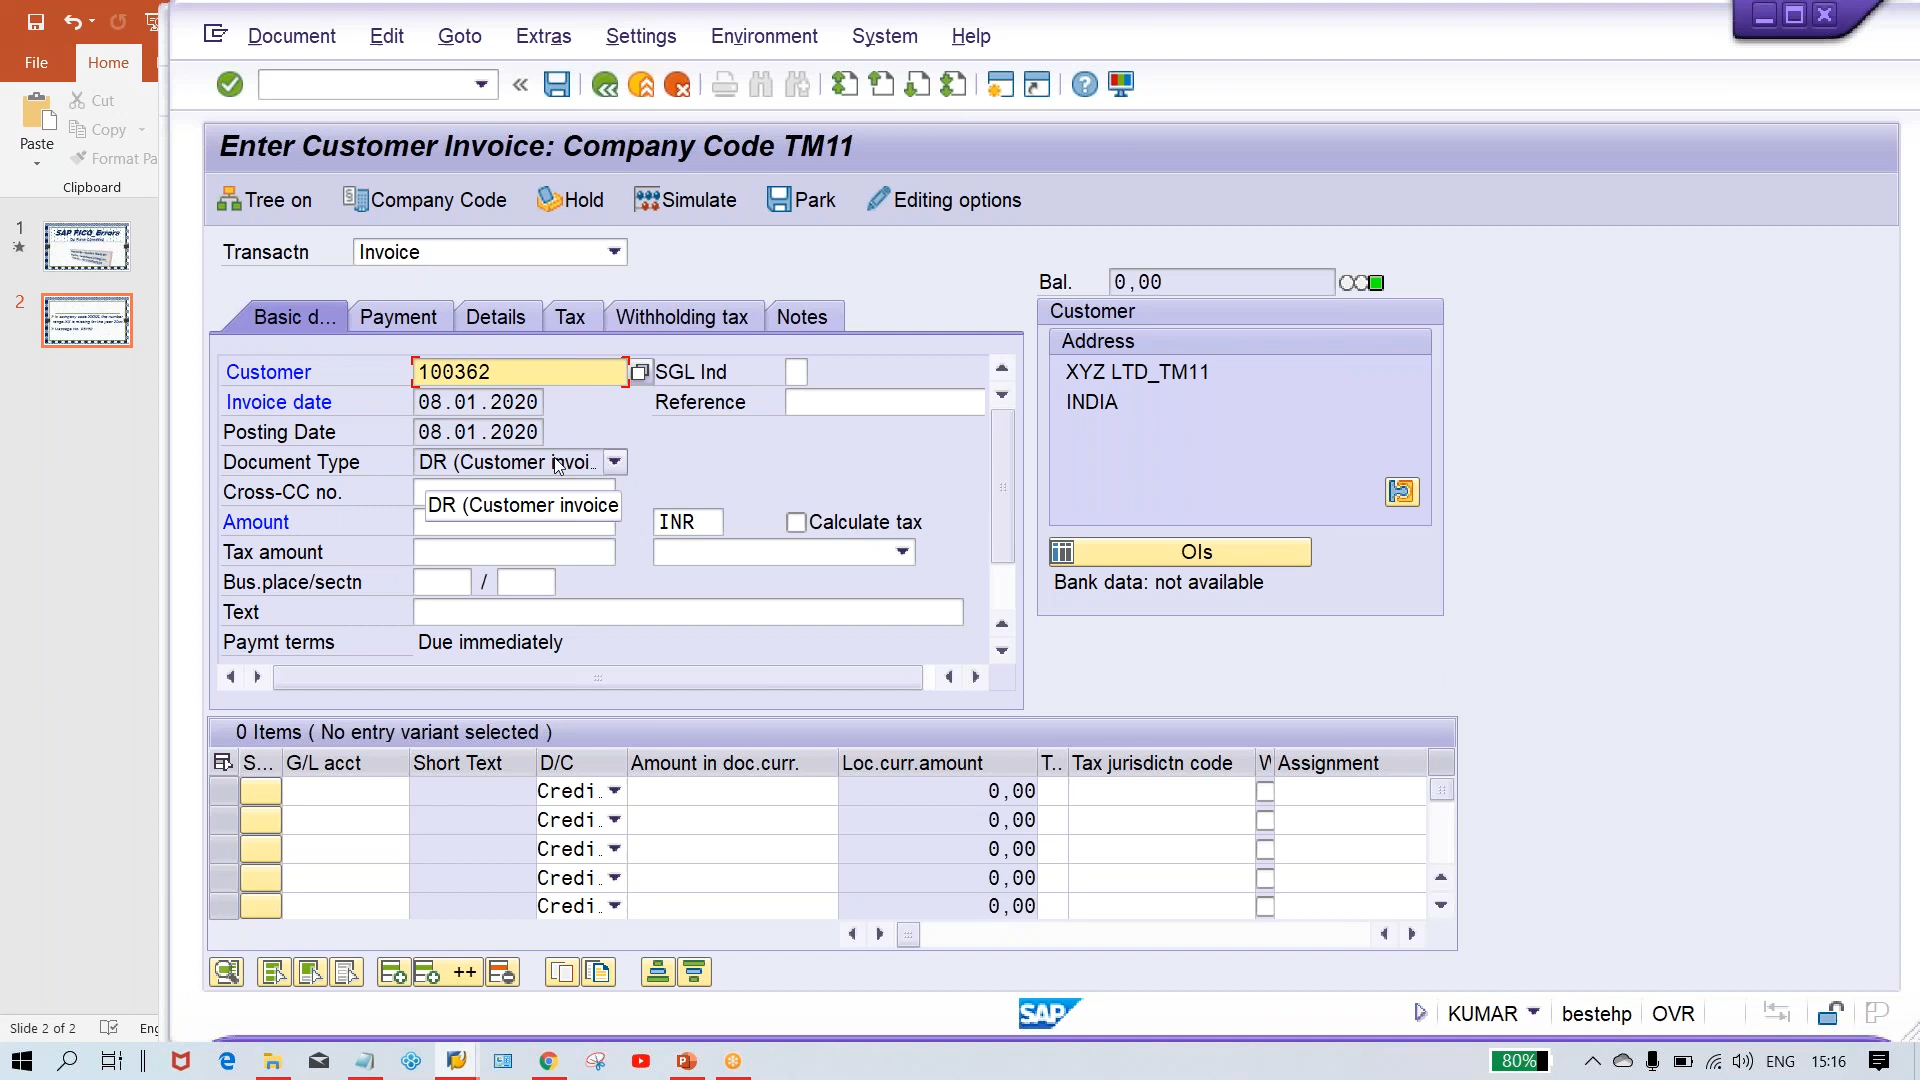 Document Edit Goto Extras Settings Environment System Help
File Home
Cut
Copy
Paste
Format Pa
Clipboard
Enter Customer Invoice: Company Code TM11
Tree on Company Code Hold Simulate Park Editing options
Transactn Invoice
Bal. 0,00
Basic d... Payment Details Tax Withholding tax Notes
Customer
Address
XYZ LTD_TM11
INDIA
OIs
Bank data: not available
Customer 100362 SGL Ind
Invoice date 08.01.2020 Reference
Posting Date 08.01.2020
Document Type DR (Customer invoi..
Cross-CC no.
DR (Customer invoice
Amount INR Calculate tax
Tax amount
Bus.place/sectn /
Text
Paymt terms Due immediately
0 Items ( No entry variant selected )
S... G/L acct Short Text D/C Amount in doc.curr. Loc.curr.amount T.. Tax jurisdictn code W Assignment
Credi. 0,00
Credi. 0,00
Credi. 0,00
Credi. 0,00
Credi. 0,00
++
SAP
KUMAR bestehp OVR
1
SAP FICO_Errors
2
Slide 2 of 2 Eng
80% ENG 15:16